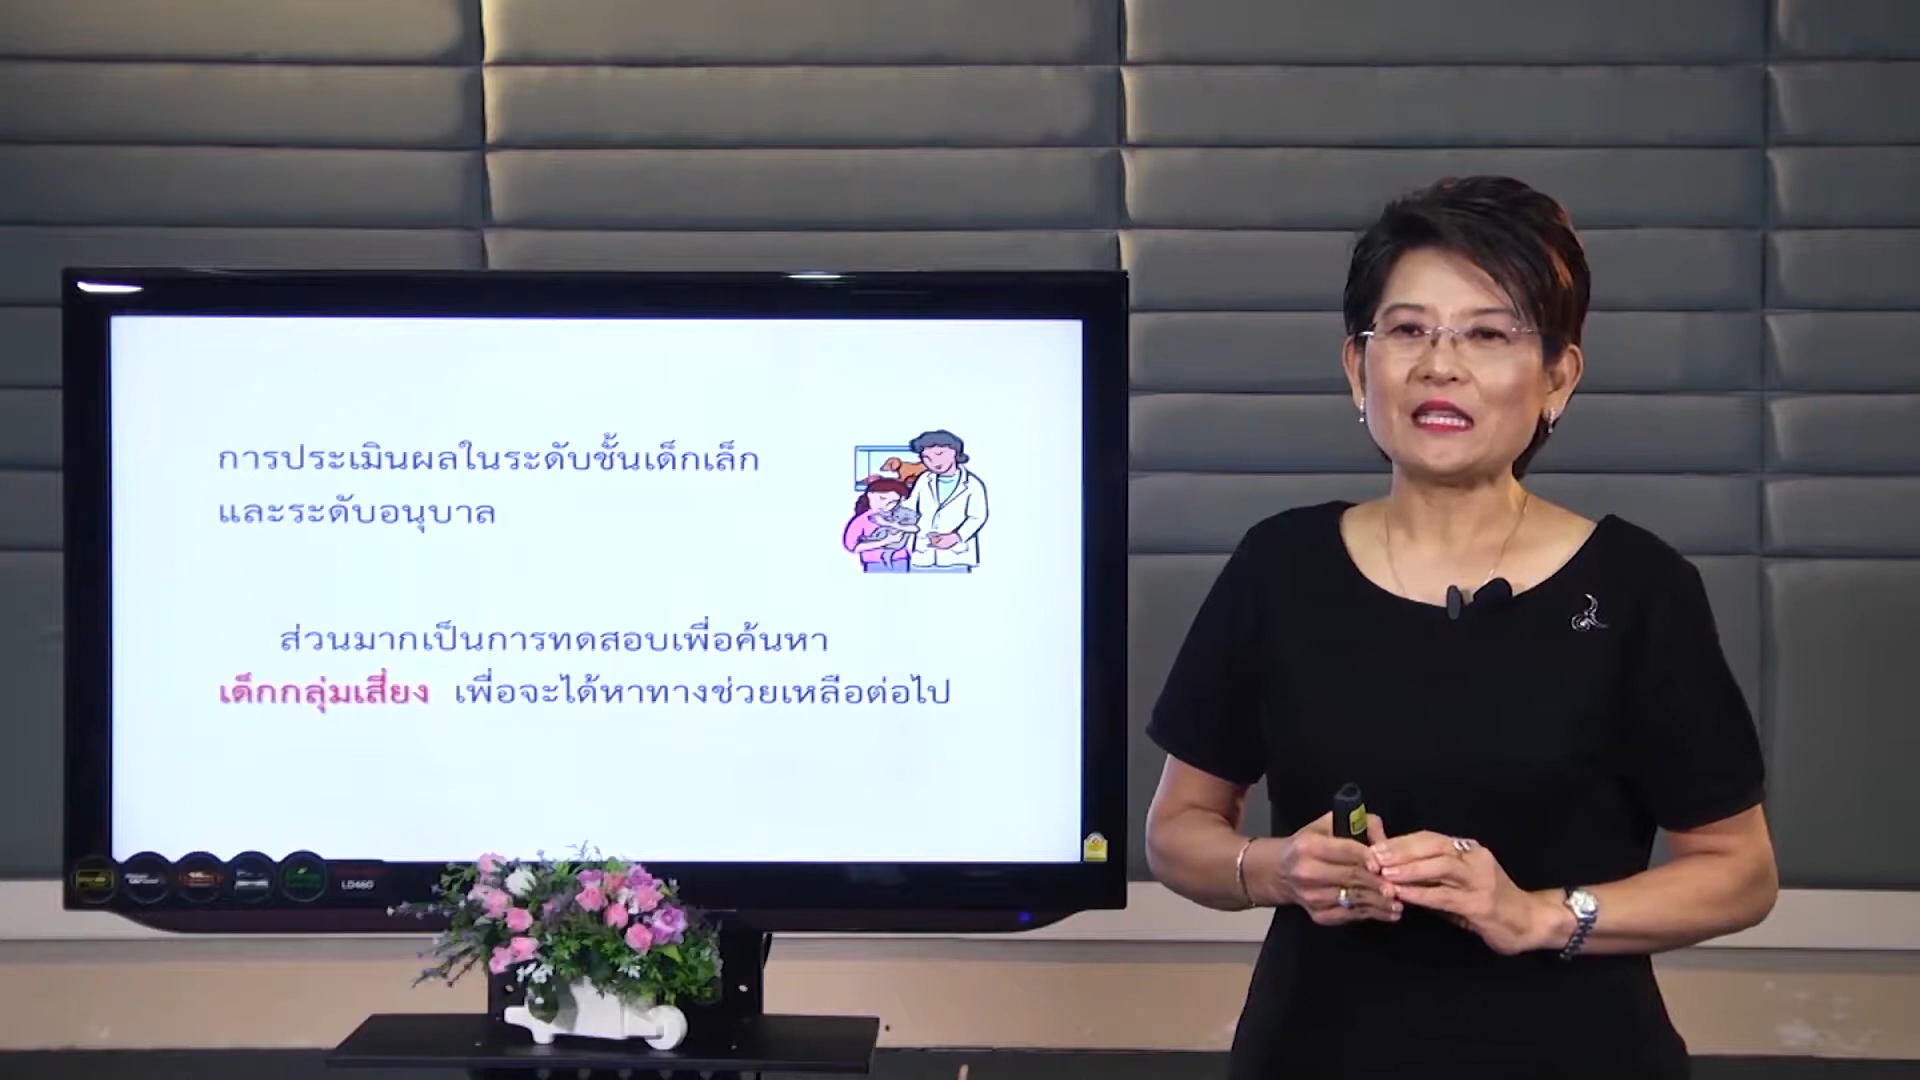 การประเมินผลในระดับชั้นเด็กเล็ก
และระดับอนุบาล
ส่วนมากเป็นการทดสอบเพื่อค้นหา
เด็กกลุ่มเสี่ยง เพื่อจะได้หาทางช่วยเหลือต่อไป
LD460